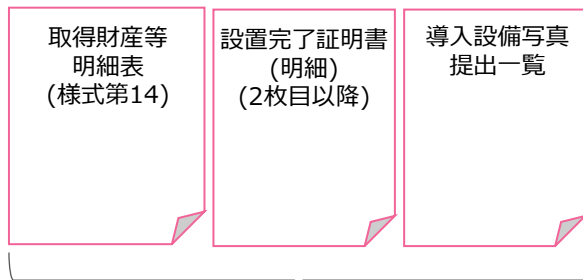 取得財産等
明細表
(様式第14)
設置完了証明書
(明細)
(2枚目以降)
導入設備写真
提出一覧